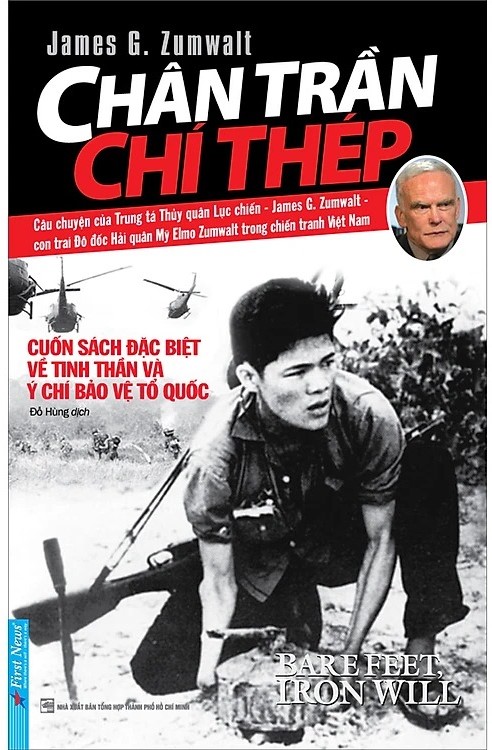 James G. Zumwalt
CHÂN TRẦN
CHÍ THÉP
Câu chuyện của Trung tá Thủy quân Lục chiến - James G. Zumwalt -
con trai Đô đốc Hải quân Mỹ Elmo Zumwalt trong chiến tranh Việt Nam
CUỐN SÁCH ĐẶC BIỆT
VỀ TINH THẦN VÀ
Ý CHÍ BẢO VỆ TỔ QUỐC
Đỗ Hùng dịch
BARE FEET,
IRON WILL
First News
NHÀ XUẤT BẢN TỔNG HỢP THÀNH PHỐ HỒ CHÍ MINH